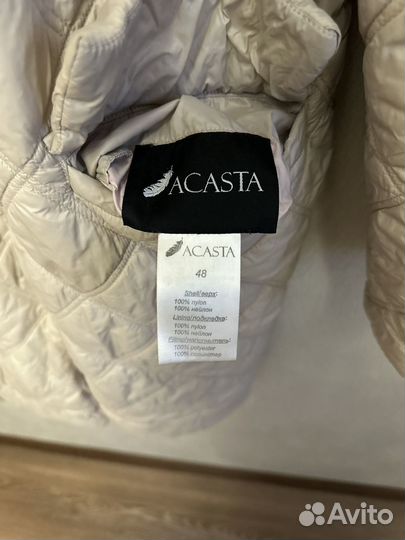 ACASTA
ACASTA
48
Shell/верх:
100% nylon
100% нейлон
Lining/подкладка:
100% nylon
100% нейлон
Filling/наполнитель:
100% polyester
100% полиэстер
Avito